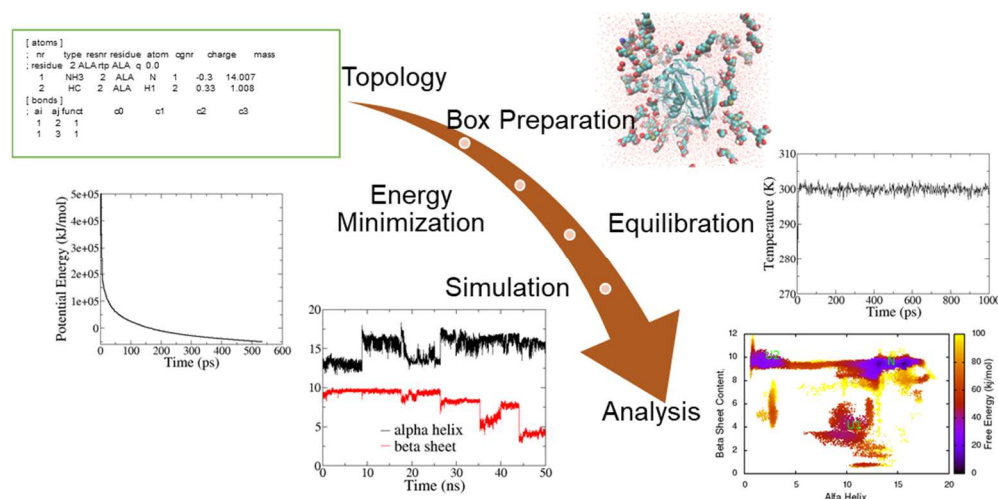 [ atoms ]
; nr type resnr residue atom cgnr charge mass
; residue 2 ALA rtp ALA q 0.0
1 NH3 2 ALA N 1 -0.3 14.007
2 HC 2 ALA H1 2 0.33 1.008
[ bonds ]
; ai aj funct c0 c1 c2 c3
1 2 1
1 3 1
Topology
Box Preparation
Energy
Minimization
Equilibration
Simulation
Analysis
Potential Energy (kJ/mol)
5e+05
4e+05
3e+05
2e+05
1e+05
0
0 100 200 300 400 500 600
Time (ps)
Temperature (K)
310
300
290
280
270
0 200 400 600 800 1000
Time (ps)
20
15
10
5
0
alpha helix
beta sheet
0 10 20 30 40 50
Time (ns)
Beta Sheet Content.
12
10
8
6
4
2
0
U2
N
U1
0 5 10 15 20
Alfa Helix
100
80
60
40
20
0
Free Energy (kj/mol)